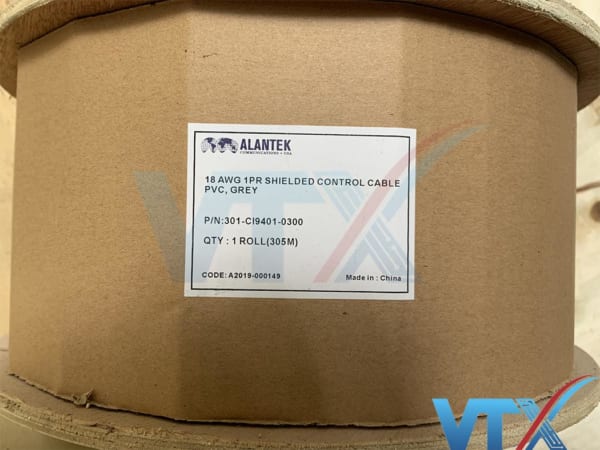 ALANTEK
COMMUNICATIONS • USA
18 AWG 1PR SHIELDED CONTROL CABLE
PVC, GREY
P/N:301-CI9401-0300
QTY : 1 ROLL(305M)
CODE: A2019-000149 Made in : China
VTX
VTX